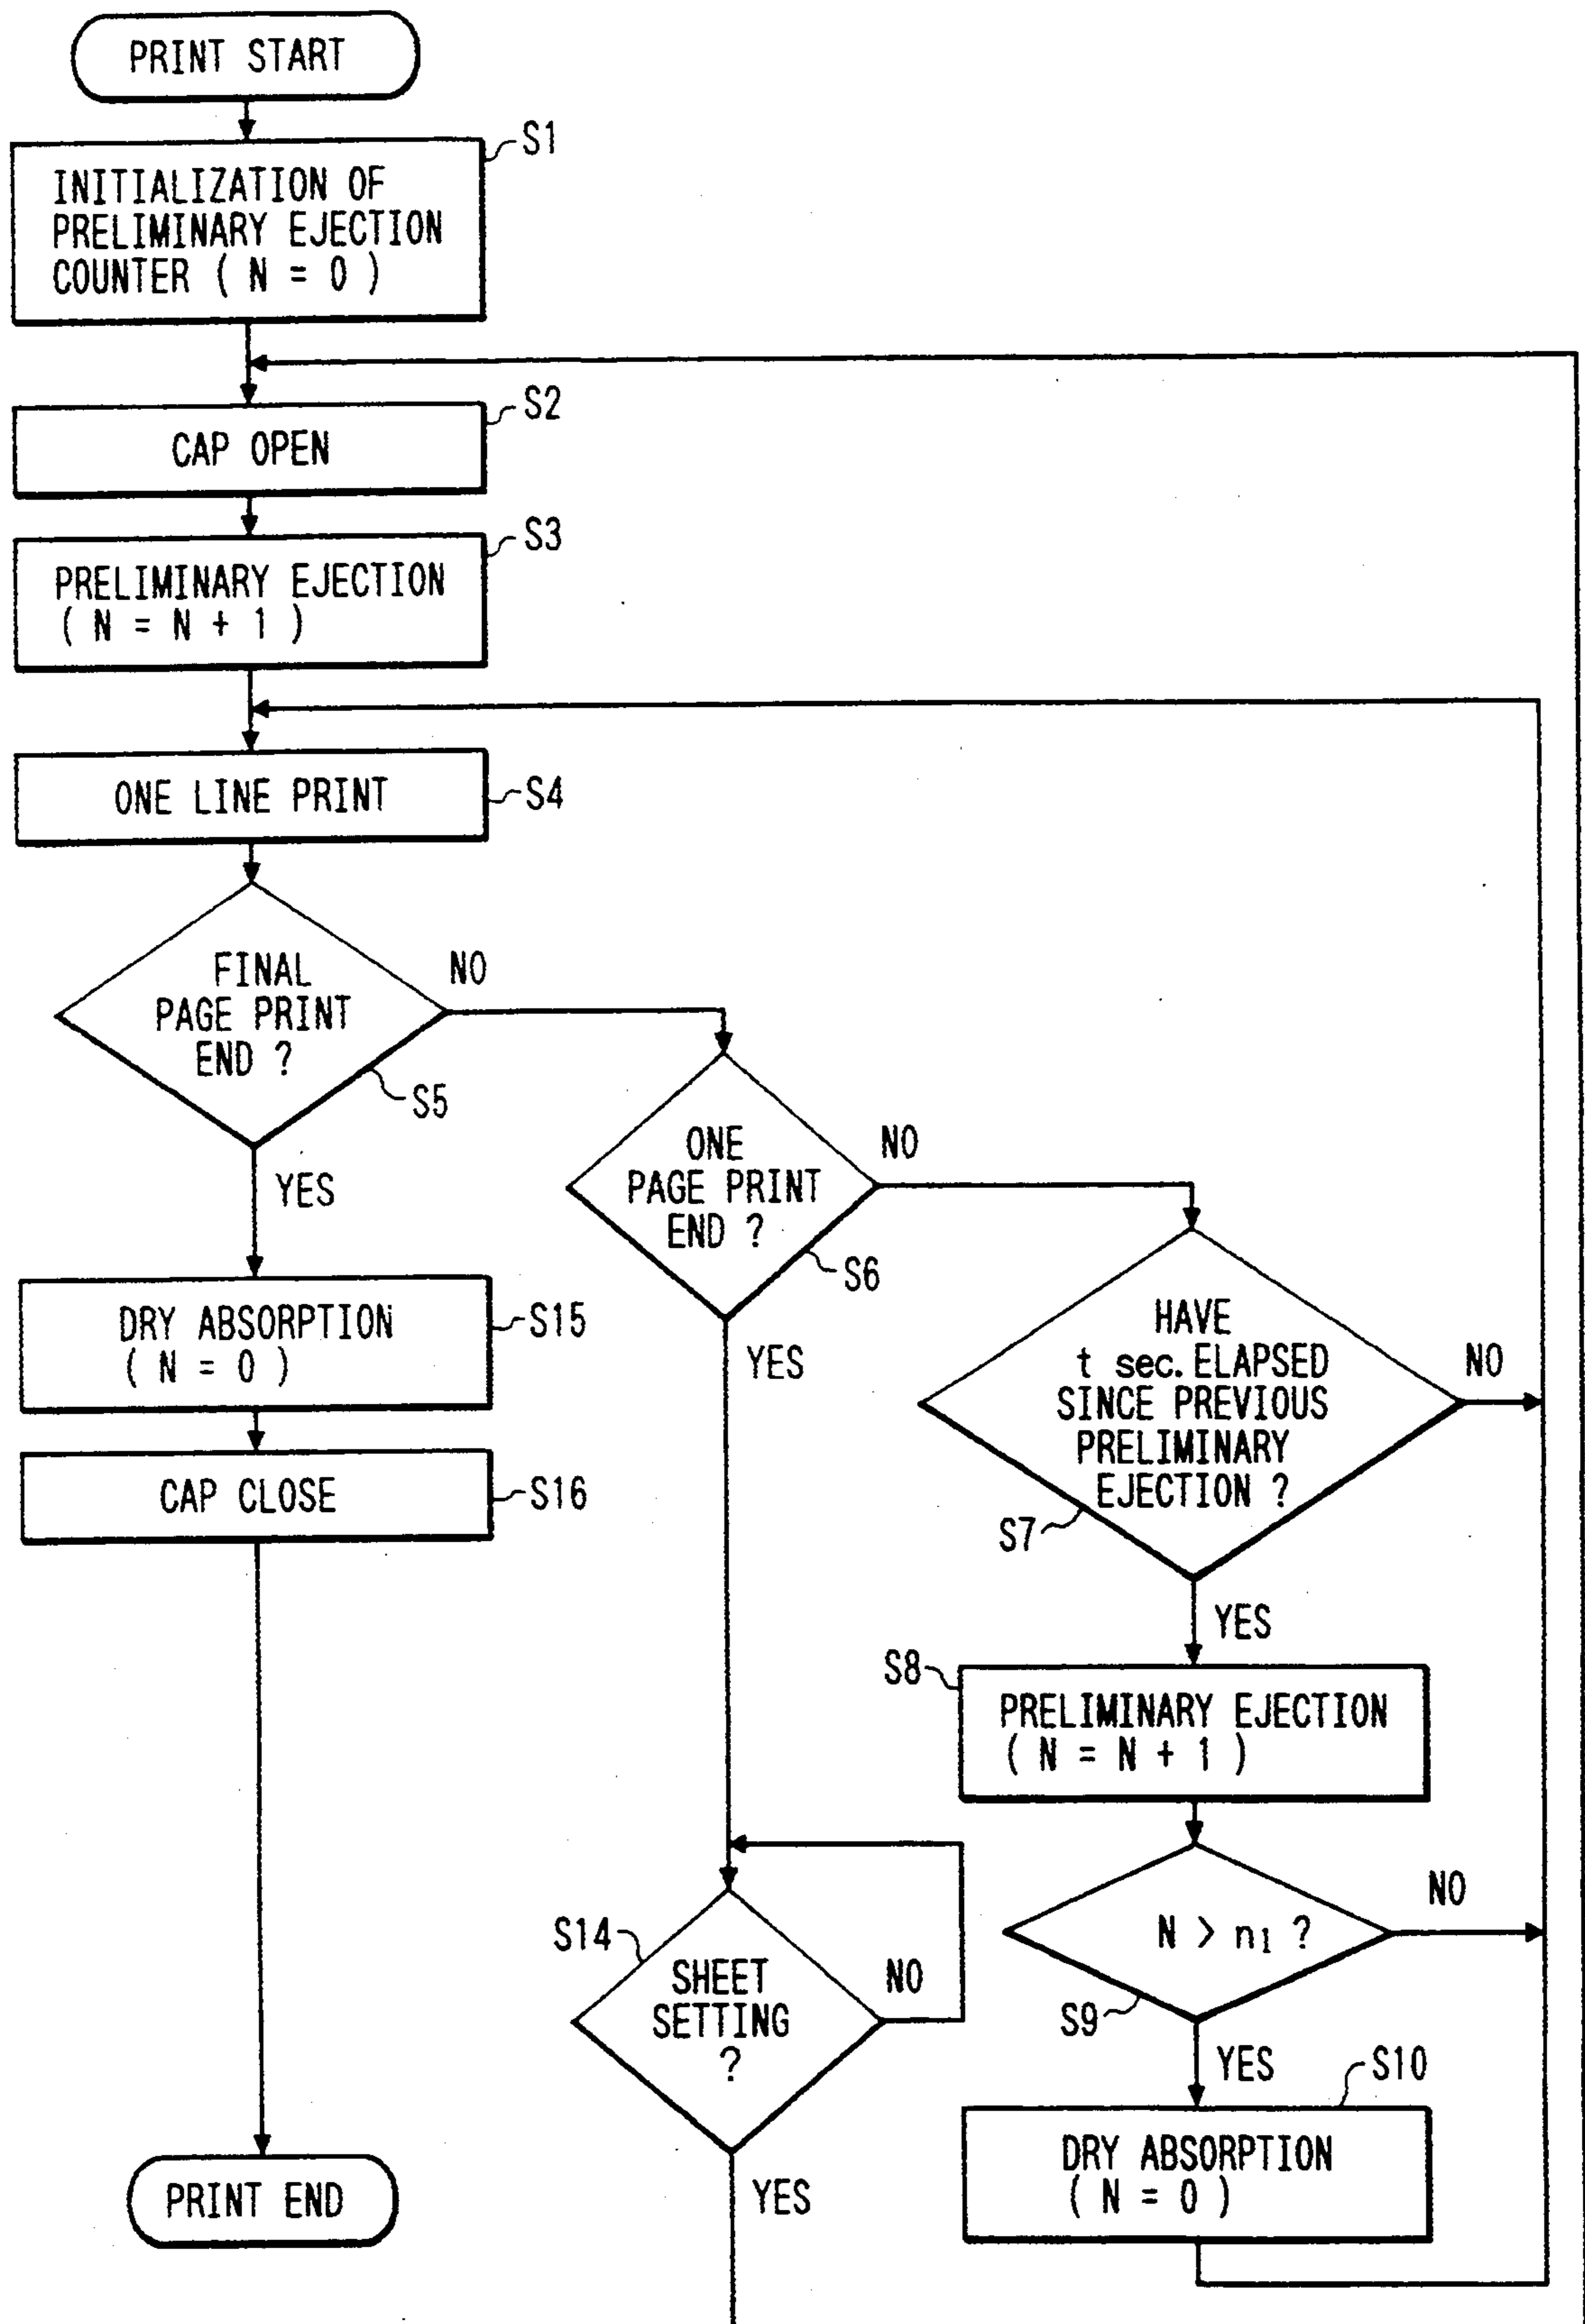 PRINT START
S1
INITIALIZATION OF
PRELIMINARY EJECTION
COUNTER ( N = 0 )
S2
CAP OPEN
S3
PRELIMINARY EJECTION
( N = N + 1 )
ONE LINE PRINT
S4
FINAL
PAGE PRINT
END ?
NO
S5
YES
ONE
PAGE PRINT
END ?
NO
S6
YES
HAVE
t sec. ELAPSED
SINCE PREVIOUS
PRELIMINARY
EJECTION ?
NO
S7
YES
DRY ABSORPTION
( N = 0 )
S15
CAP CLOSE
S16
S8
PRELIMINARY EJECTION
( N = N + 1 )
N > n1 ?
NO
S9
YES
S14
SHEET
SETTING
?
NO
YES
S10
DRY ABSORPTION
( N = 0 )
PRINT END